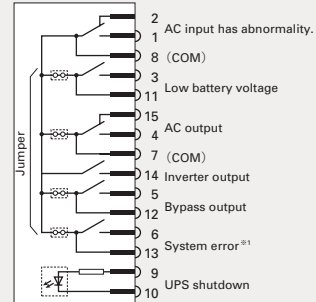 2
AC input has abnormality.
1
8 (COM)
3
Low battery voltage
11
15
AC output
4
7 (COM)
14 Inverter output
5
Bypass output
12
6
System error※1
13
9
UPS shutdown
10
Jumper